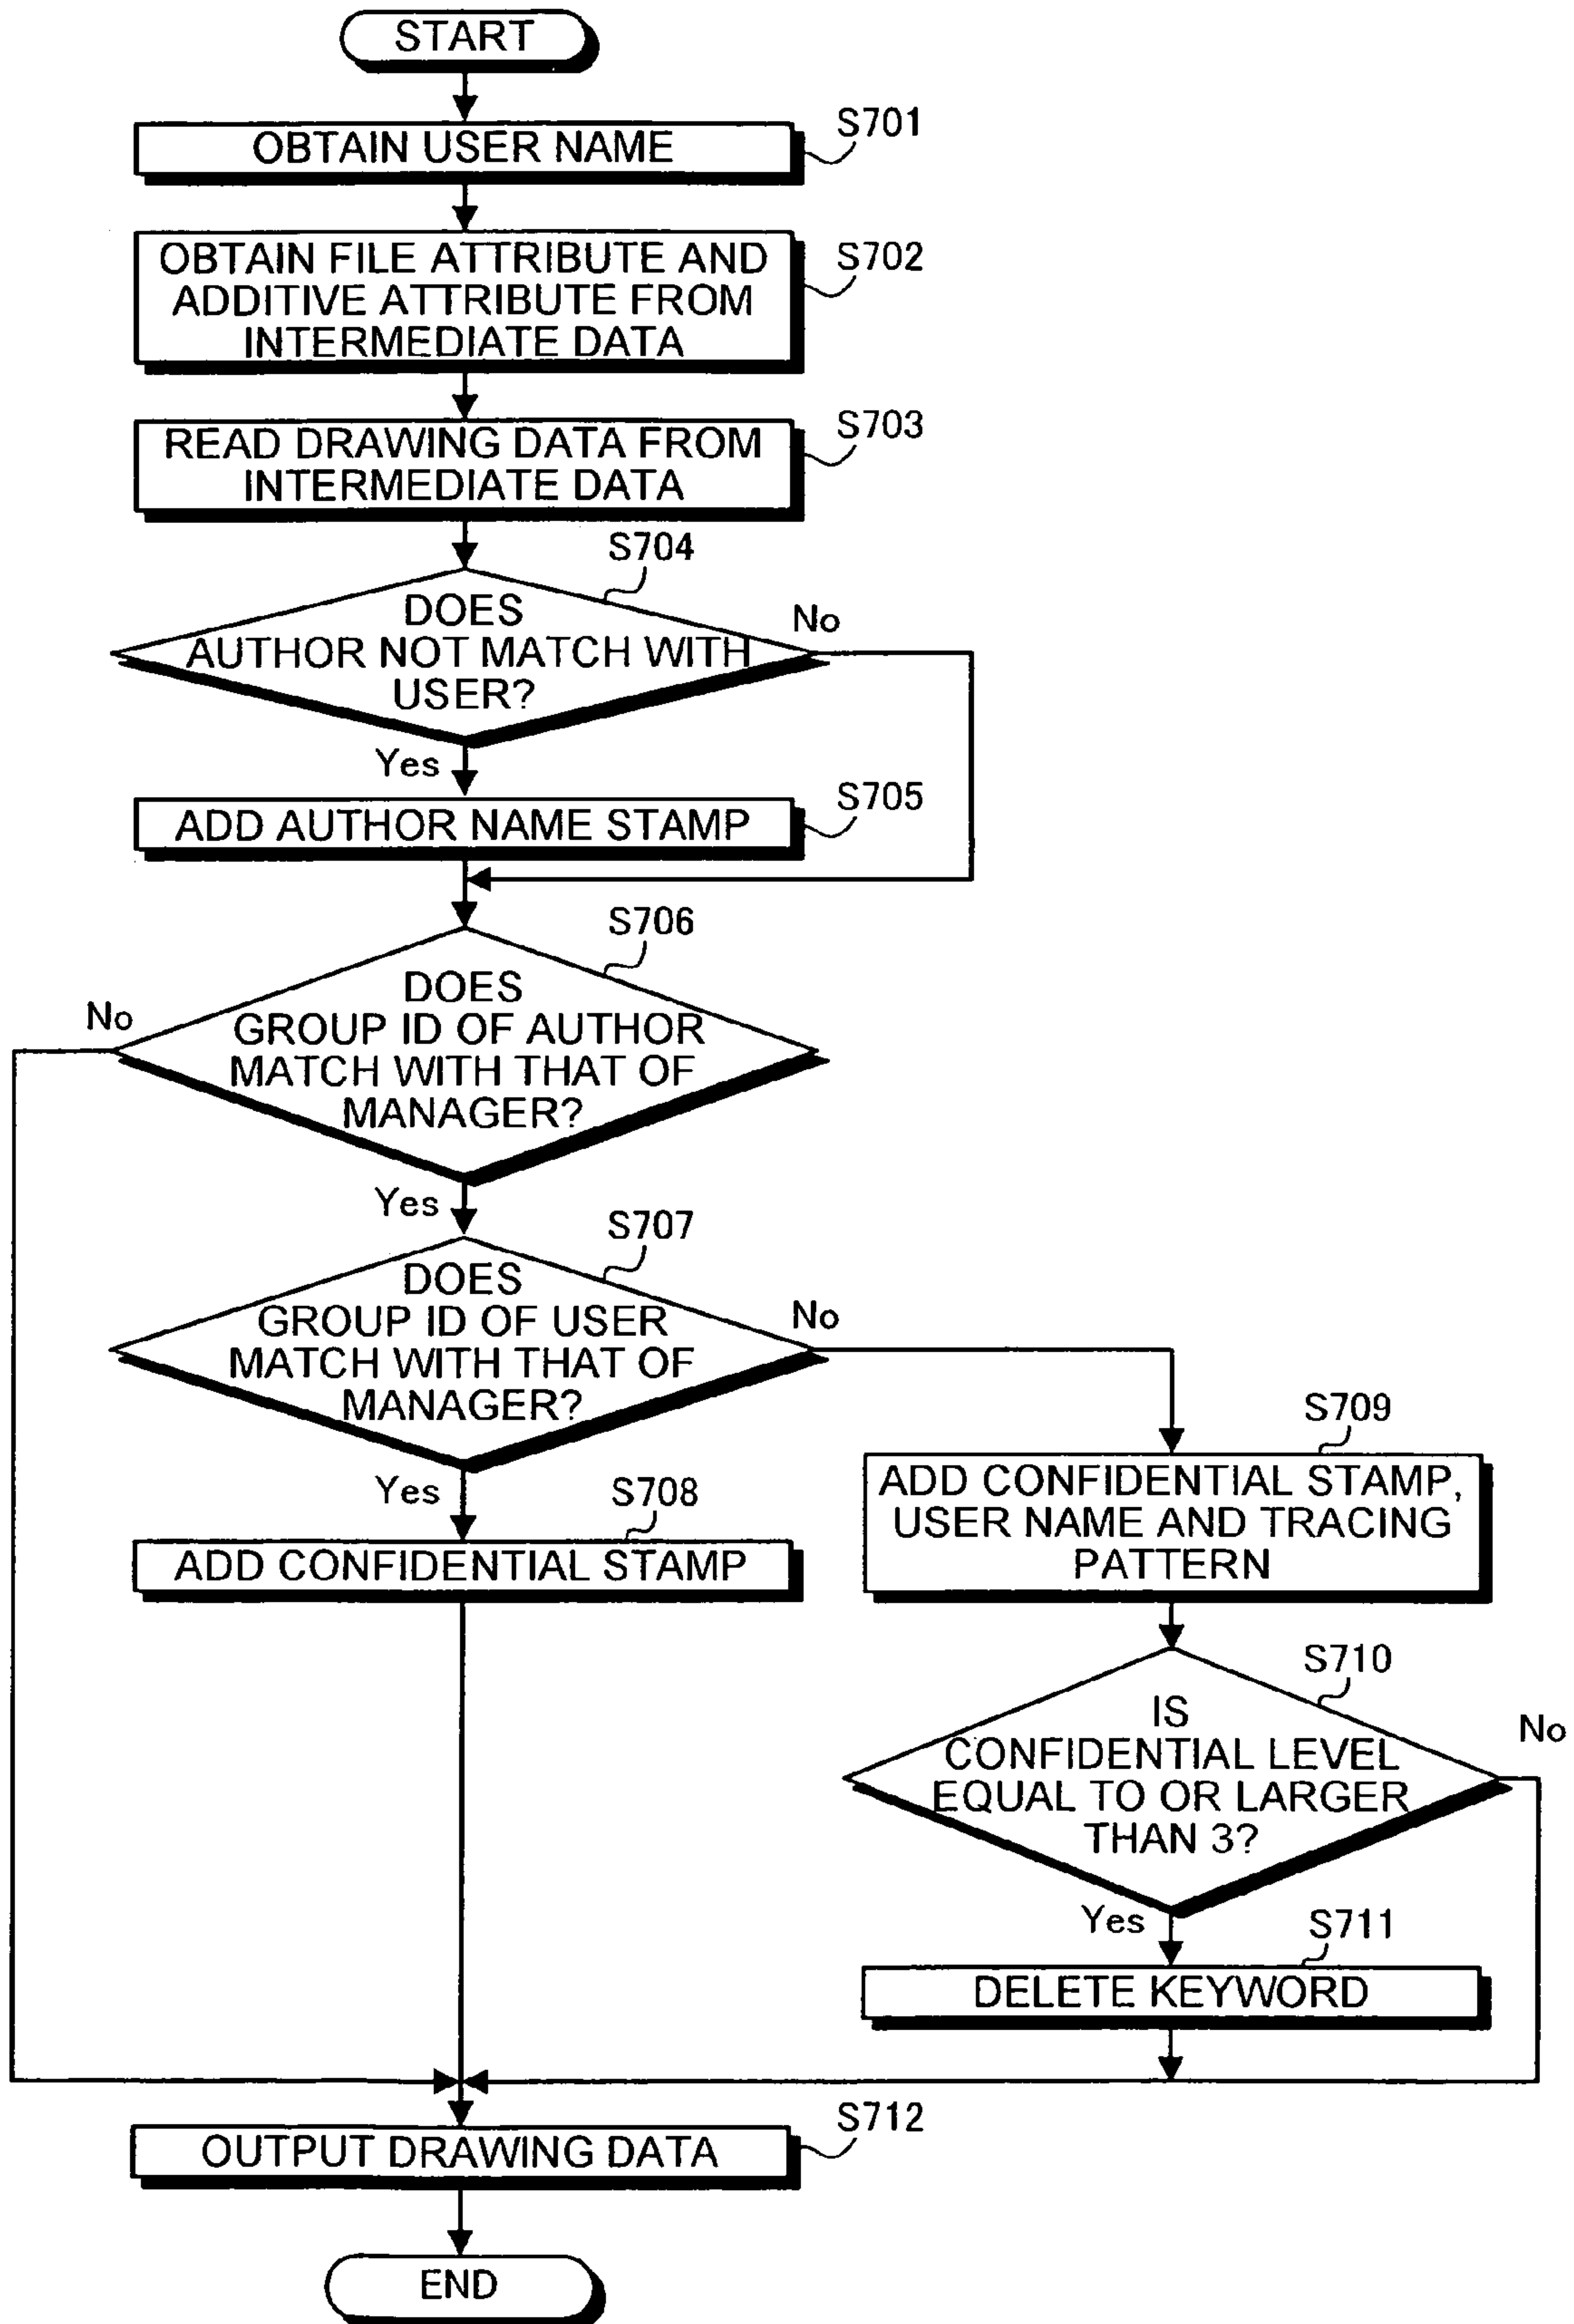 START
S701
OBTAIN USER NAME
S702
OBTAIN FILE ATTRIBUTE AND
ADDITIVE ATTRIBUTE FROM
INTERMEDIATE DATA
S703
READ DRAWING DATA FROM
INTERMEDIATE DATA
S704
DOES
AUTHOR NOT MATCH WITH
USER?
No
Yes
S705
ADD AUTHOR NAME STAMP
S706
DOES
GROUP ID OF AUTHOR
MATCH WITH THAT OF
MANAGER?
No
Yes
S707
DOES
GROUP ID OF USER
MATCH WITH THAT OF
MANAGER?
No
Yes
S708
ADD CONFIDENTIAL STAMP
S709
ADD CONFIDENTIAL STAMP,
USER NAME AND TRACING
PATTERN
S710
IS
CONFIDENTIAL LEVEL
EQUAL TO OR LARGER
THAN 3?
No
Yes
S711
DELETE KEYWORD
S712
OUTPUT DRAWING DATA
END